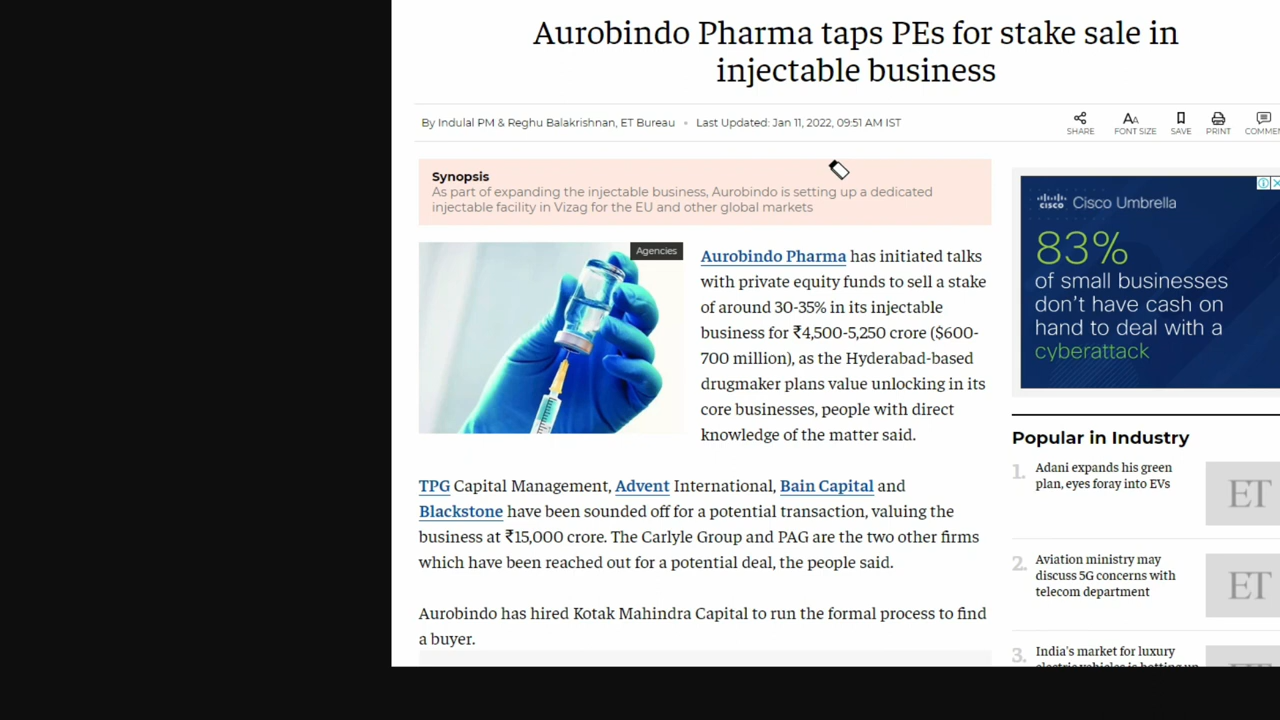 Aurobindo Pharma taps PEs for stake sale in
injectable business
By Indulal PM & Reghu Balakrishnan, ET Bureau • Last Updated: Jan 11, 2022, 09:51 AM IST
SHARE
FONT SIZE
SAVE
PRINT
COMMEN
Synopsis
As part of expanding the injectable business, Aurobindo is setting up a dedicated
injectable facility in Vizag for the EU and other global markets
Agencies
Aurobindo Pharma has initiated talks
with private equity funds to sell a stake
of around 30-35% in its injectable
business for ₹4,500-5,250 crore ($600-
700 million), as the Hyderabad-based
drugmaker plans value unlocking in its
core businesses, people with direct
knowledge of the matter said.
TPG Capital Management, Advent International, Bain Capital and
Blackstone have been sounded off for a potential transaction, valuing the
business at ₹15,000 crore. The Carlyle Group and PAG are the two other firms
which have been reached out for a potential deal, the people said.
Aurobindo has hired Kotak Mahindra Capital to run the formal process to find
a buyer.
cisco Cisco Umbrella
83%
of small businesses
don't have cash on
hand to deal with a
cyberattack
Popular in Industry
1. Adani expands his green
plan, eyes foray into EVs
ET
2. Aviation ministry may
discuss 5G concerns with
telecom department
ET
3. India's market for luxury
electric vehicles is hotting up